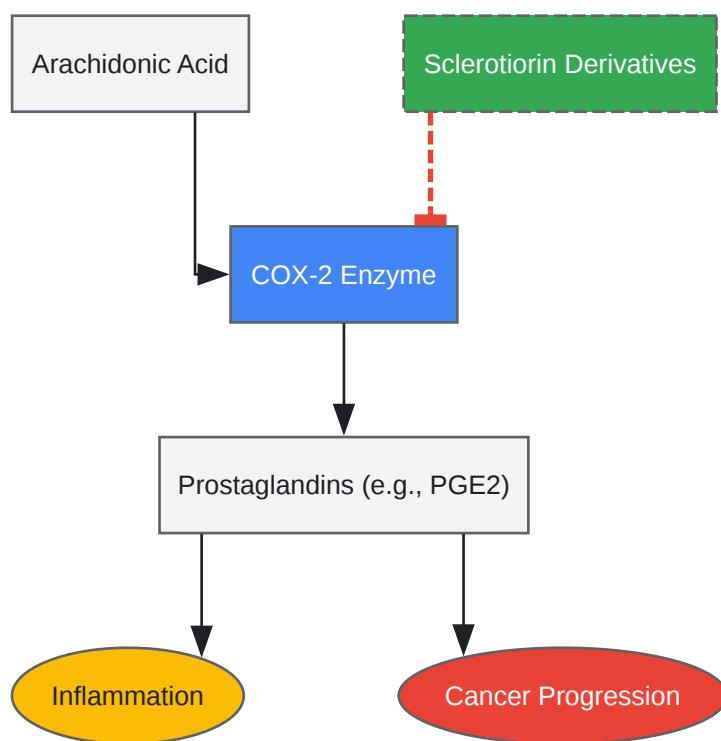 Arachidonic Acid
Sclerotiorin Derivatives
COX-2 Enzyme
Prostaglandins (e.g., PGE2)
Inflammation
Cancer Progression